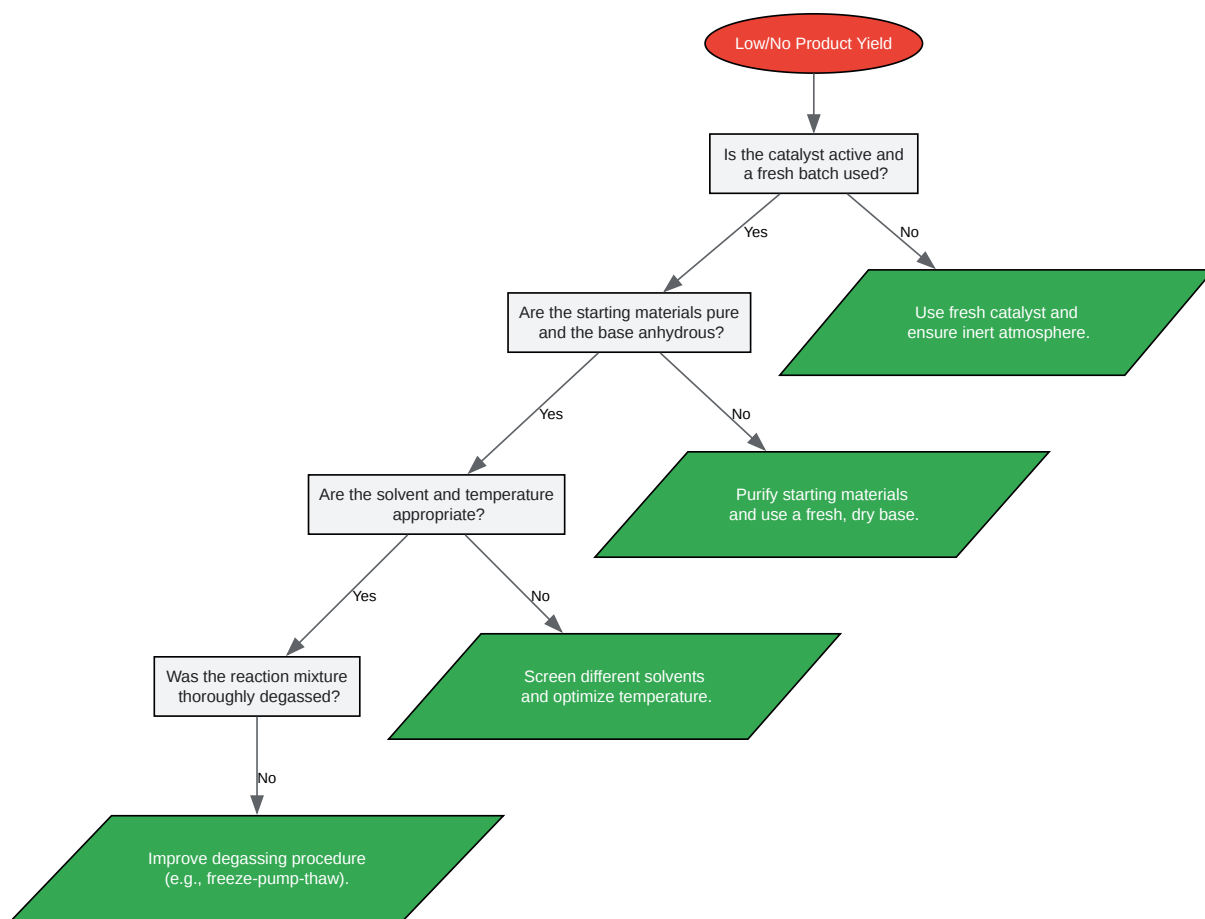 Low/No Product Yield
Is the catalyst active and
a fresh batch used?
Yes
No
Are the starting materials pure
and the base anhydrous?
Use fresh catalyst and
ensure inert atmosphere.
Yes
No
Are the solvent and temperature
appropriate?
Purify starting materials
and use a fresh, dry base.
Yes
No
Was the reaction mixture
thoroughly degassed?
Screen different solvents
and optimize temperature.
No
Improve degassing procedure
(e.g., freeze-pump-thaw).